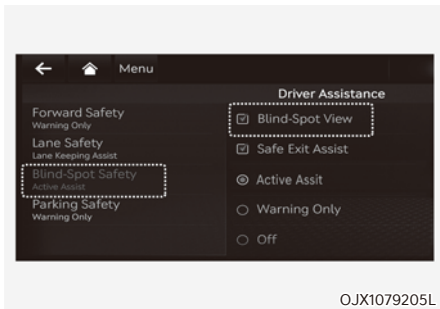 Menu
Driver Assistance
Forward Safety
Warning Only
Lane Safety
Lane Keeping Assist
Blind-Spot Safety
Active Assist
Parking Safety
Warning Only
Blind-Spot View
Safe Exit Assist
Active Assit
Warning Only
Off
OJX1079205L